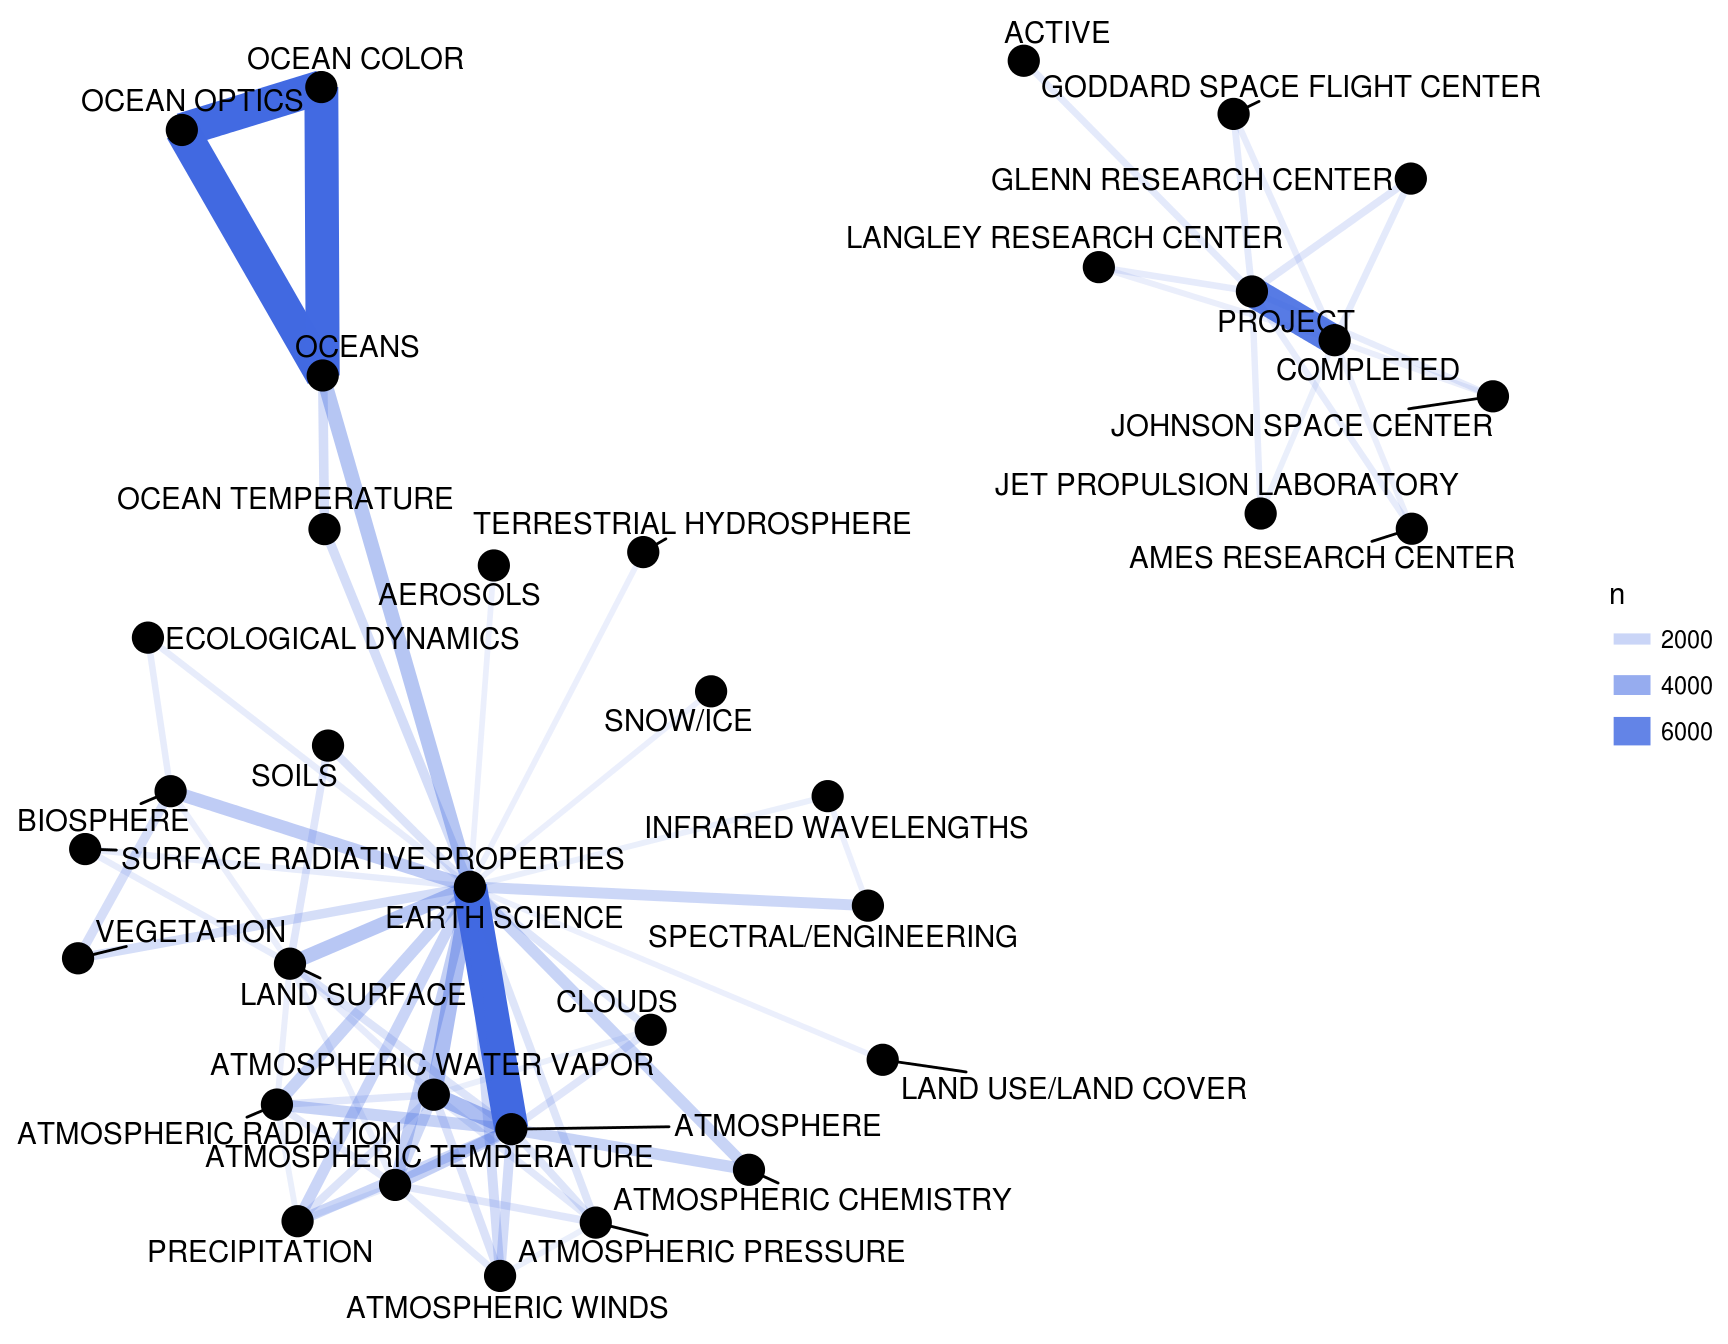 ACTIVE
OCEAN COLOR
GODDARD SPACE FLIGHT CENTER
OCEAN OPTICS
GLENN RESEARCH CENTER
LANGLEY RESEARCH CENTER
PROJECT
OCEANS
COMPLETED
JOHNSON SPACE CENTER
JET PROPULSION LABORATORY
OCEAN TEMPERATURE
TERRESTRIAL HYDROSPHERE
AMES RESEARCH CENTER
AEROSOLS
n
ECOLOGICAL DYNAMICS
2000
4000
SNOW/ICE
6000
SOILS
BIOSPHERE
INFRARED WAVELENGTHS
SURFACE RADIATIVE PROPERTIES
EARTH SCIENCE
VEGETATION
SPECTRAL/ENGINEERING
LAND SURFACE
CLOUDS
ATMOSPHERIC WATER VAPOR
LAND USE/LAND COVER
ATMOSPHERE
ATMOSPHERIC RADIATION
ATMOSPHERIC TEMPERATURE
ATMOSPHERIC CHEMISTRY
PRECIPITATION
ATMOSPHERIC PRESSURE
ATMOSPHERIC WINDS